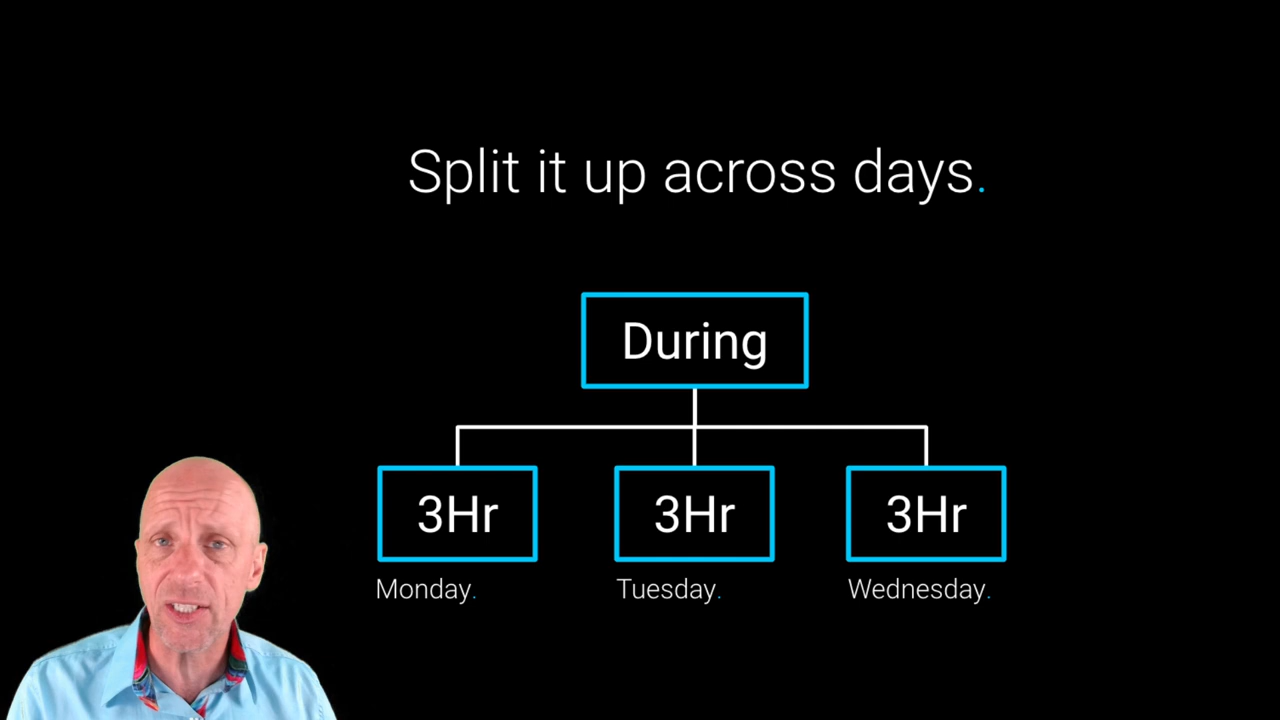 Split it up across days.
During
3Hr 3Hr 3Hr
Monday. Tuesday. Wednesday.